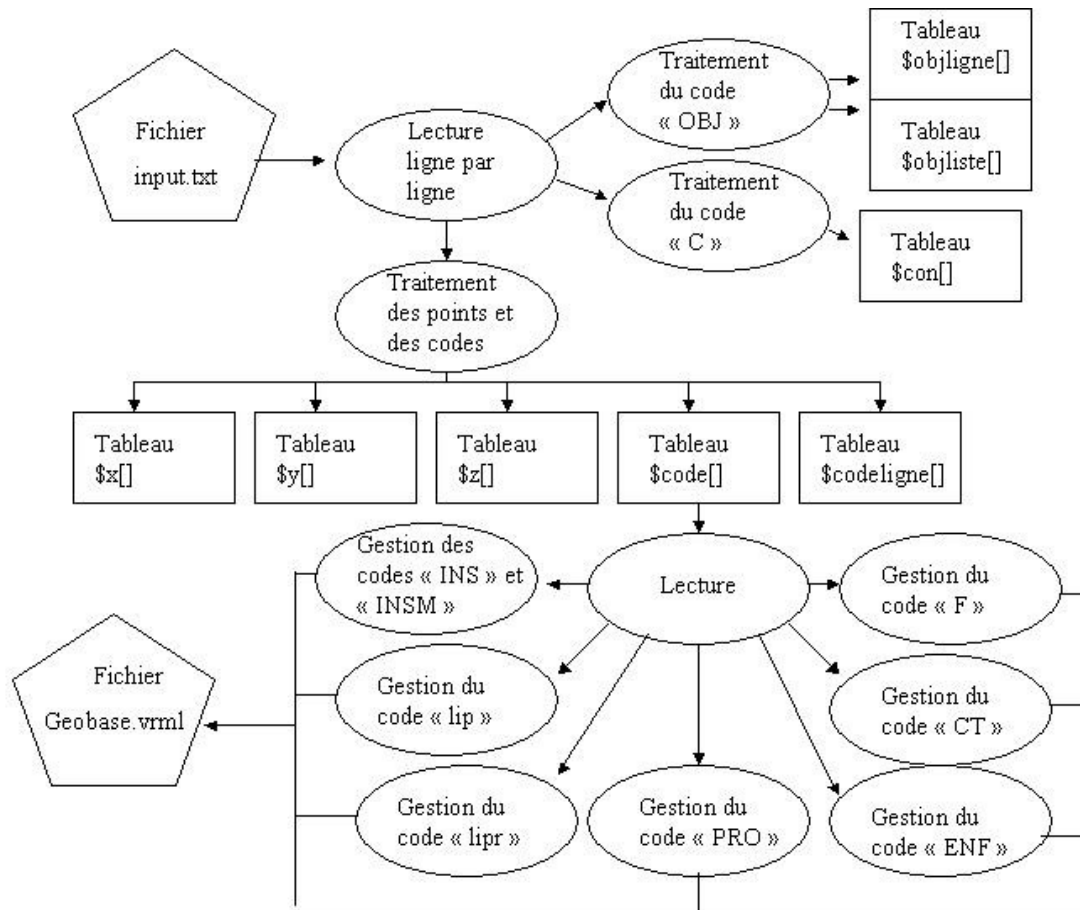 Fichier
input.txt
Lecture
ligne par
ligne
Traitement
du code
« OBJ »
Tableau
$objligne[]
Tableau
$objliste[]
Traitement
du code
« C »
Tableau
$con[]
Traitement
des points et
des codes
Tableau
$x[]
Tableau
$y[]
Tableau
$z[]
Tableau
$code[]
Tableau
$codeligne[]
Gestion des
codes « INS » et
« INSM »
Lecture
Gestion du
code « F »
Fichier
Geobase.vrml
Gestion du
code « lip »
Gestion du
code « CT »
Gestion du
code « lipr »
Gestion du
code « PRO »
Gestion du
code « ENF »